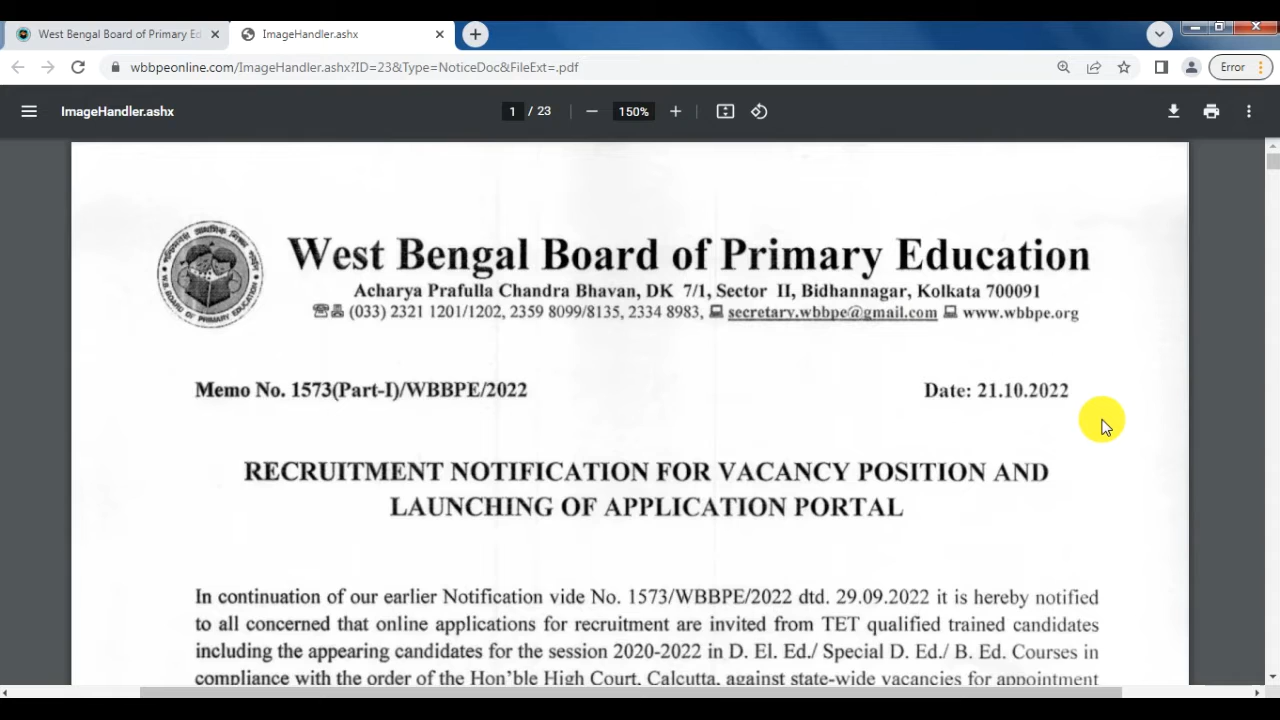 West Bengal Board of Primary Ed
ImageHandler.ashx
wbbpeonline.com/ImageHandler.ashx?ID=23&Type=NoticeDoc&FileExt=.pdf
Error
ImageHandler.ashx
1 / 23
150%
West Bengal Board of Primary Education
Acharya Prafulla Chandra Bhavan, DK 7/1, Sector II, Bidhannagar, Kolkata 700091
(033) 2321 1201/1202, 2359 8099/8135, 2334 8983, secretary.wbbpe@gmail.com www.wbbpe.org
Memo No. 1573(Part-I)/WBBPE/2022
Date: 21.10.2022
RECRUITMENT NOTIFICATION FOR VACANCY POSITION AND
LAUNCHING OF APPLICATION PORTAL
In continuation of our earlier Notification vide No. 1573/WBBPE/2022 dtd. 29.09.2022 it is hereby notified
to all concerned that online applications for recruitment are invited from TET qualified trained candidates
including the appearing candidates for the session 2020-2022 in D. El. Ed./ Special D. Ed./ B. Ed. Courses in
compliance with the order of the Hon'ble High Court, Calcutta, against state-wide vacancies for appointment